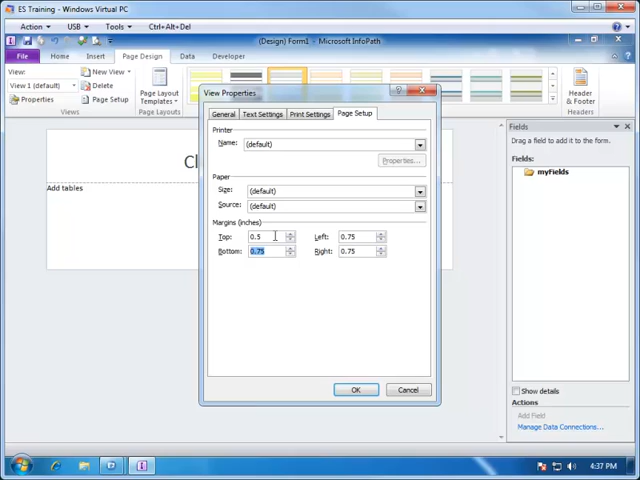 ES Training - Windows Virtual PC
Action USB Tools Ctrl+Alt+Del
(Design) Form1 - Microsoft InfoPath
File Home Insert Page Design Data Developer
View:
View 1 (default)
Properties
New View
Delete
Page Setup
Views
Page Layout
Templates
Header
& Footer
View Properties
General Text Settings Print Settings Page Setup
Printer
Name: (default)
Properties...
Paper
Size: (default)
Source: (default)
Margins (inches)
Top: 0.5 Left: 0.75
Bottom: 0.75 Right: 0.75
OK Cancel
Add tables
Fields
Drag a field to add it to the form.
Fields:
myFields
Show details
Actions
Add Field
Manage Data Connections...
4:37 PM